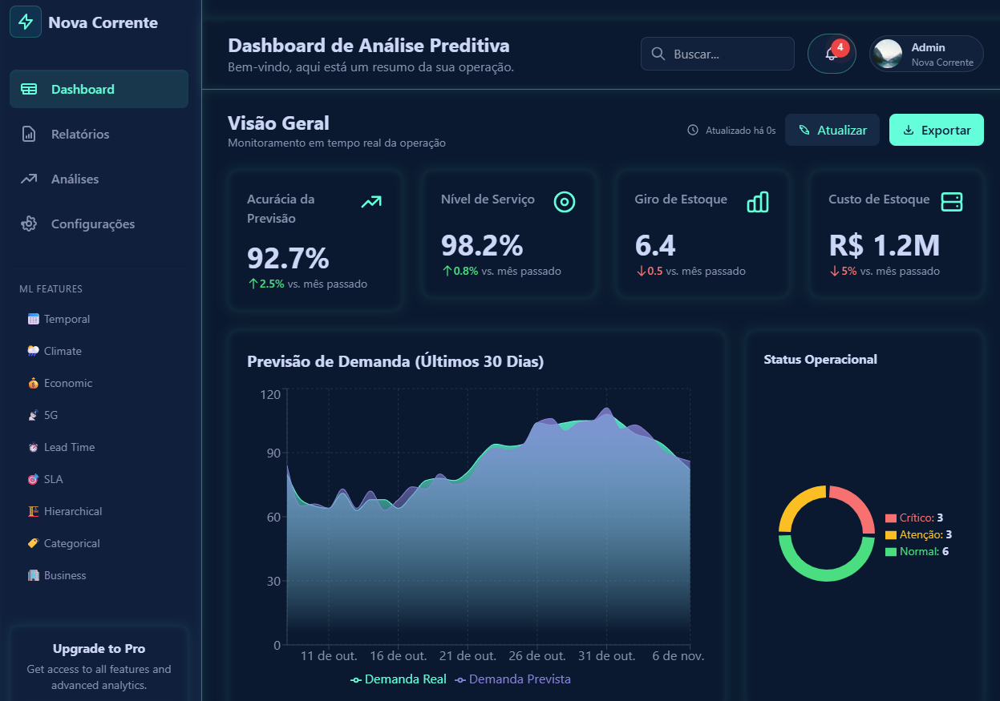 Nova Corrente
Dashboard
Relatórios
Análises
Configurações
ML FEATURES
Temporal
Climate
Economic
5G
Lead Time
SLA
Hierarchical
Categorical
Business
Upgrade to Pro
Get access to all features and
advanced analytics.
Dashboard de Análise Preditiva
Bem-vindo, aqui está um resumo da sua operação.
Buscar...
4
Admin
Nova Corrente
Visão Geral
Monitoramento em tempo real da operação
Atualizado há 0s
Atualizar
Exportar
Acurácia da
Previsão
92.7%
↑2.5% vs. mês passado
Nível de Serviço
98.2%
↑0.8% vs. mês passado
Giro de Estoque
6.4
↓0.5 vs. mês passado
Custo de Estoque
R$ 1.2M
↓5% vs. mês passado
Previsão de Demanda (Últimos 30 Dias)
120
90
60
30
0
11 de out. 16 de out. 21 de out. 26 de out. 31 de out. 6 de nov.
Demanda Real Demanda Prevista
Status Operacional
Crítico: 3
Atenção: 3
Normal: 6